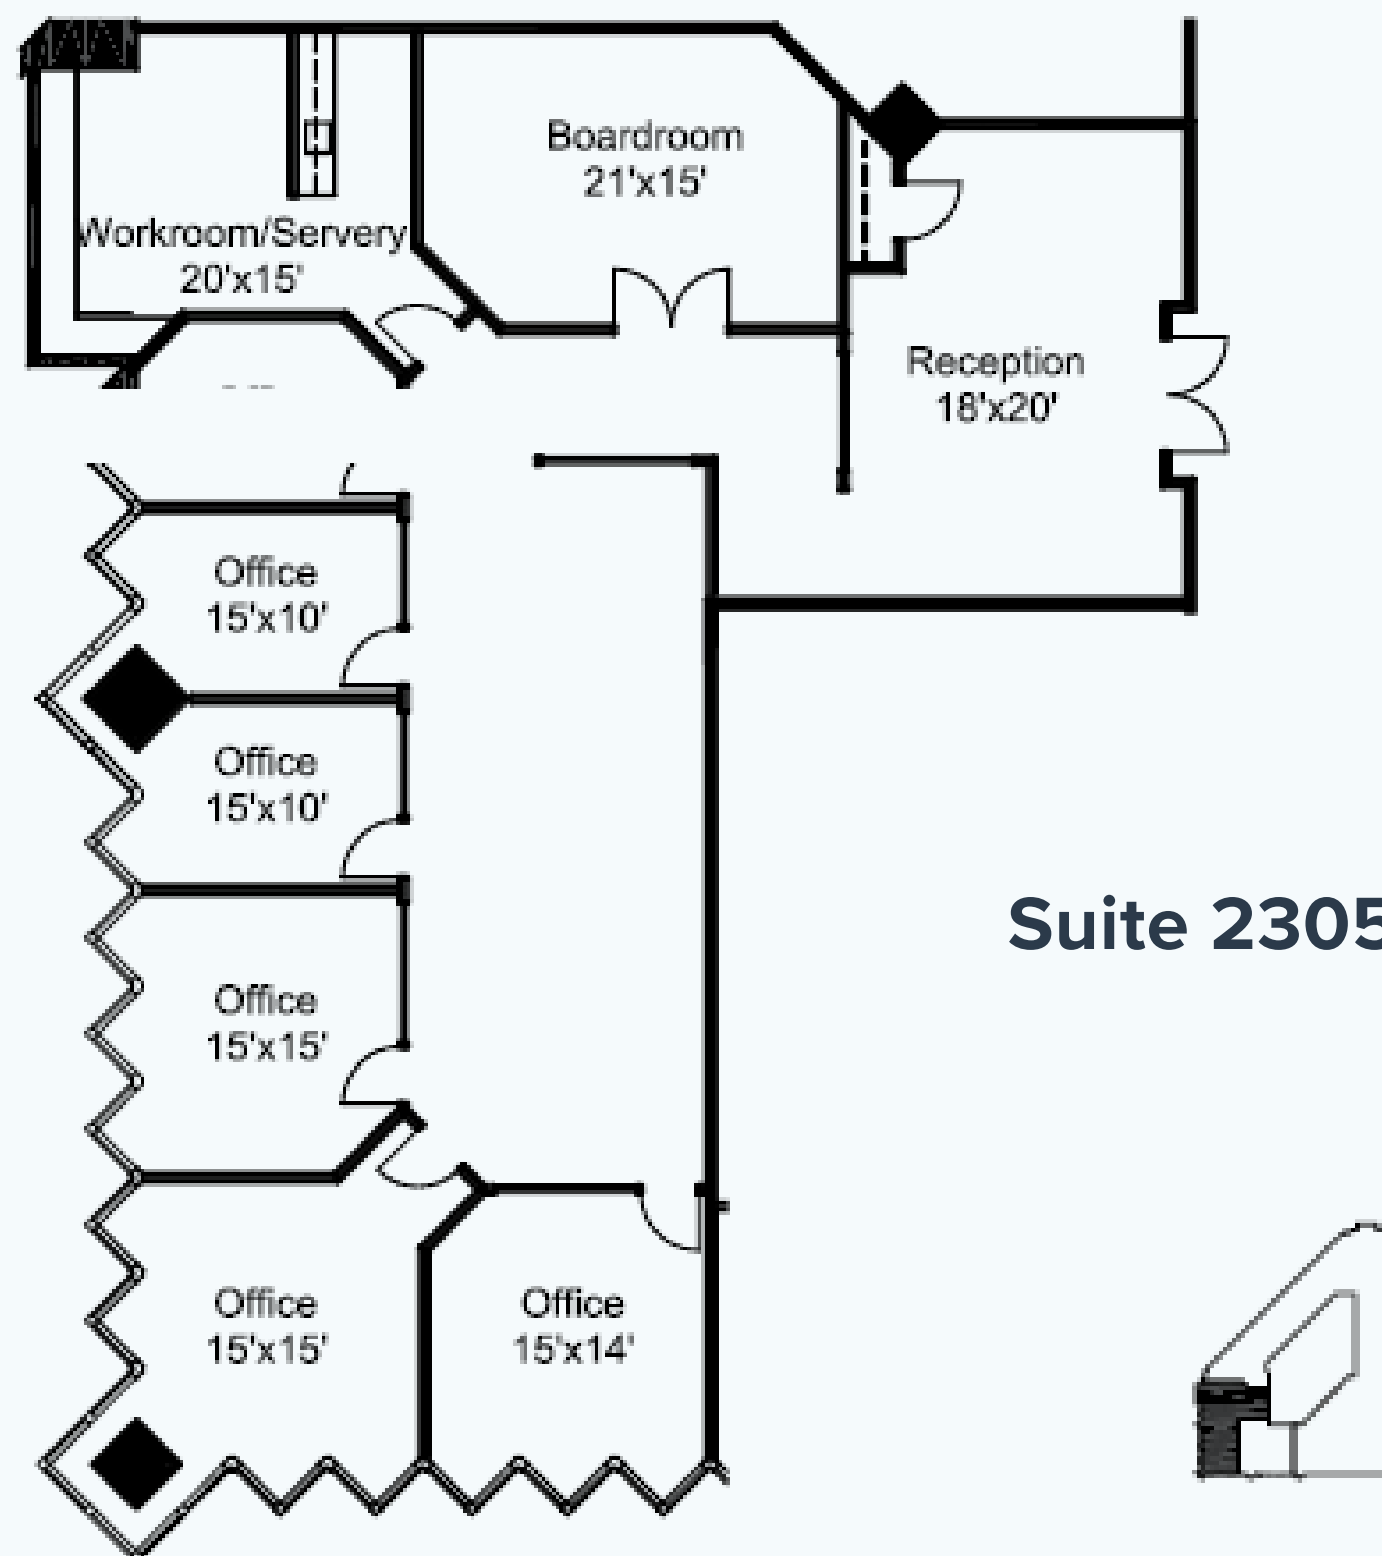 Boardroom
21'x15'
Workroom/Servery
20'x15'
Reception
18'x20'
Office
15'x10'
Office
15'x10'
Suite 2305
Office
15'x15'
Office
15'x15'
Office
15'x14'